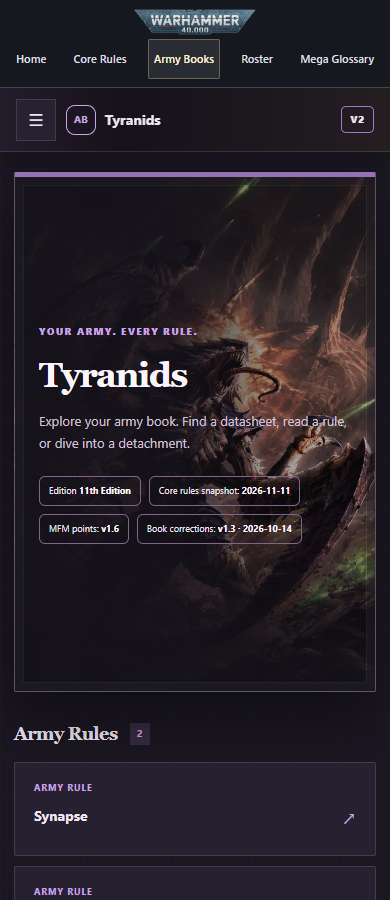 WARHAMMER
40,000
Home Core Rules Army Books Roster Mega Glossary
☰ AB Tyranids V2
YOUR ARMY. EVERY RULE.
Tyranids
Explore your army book. Find a datasheet, read a rule,
or dive into a detachment.
Edition 11th Edition Core rules snapshot: 2026-11-11
MFM points: v1.6 Book corrections: v1.3 · 2026-10-14
Army Rules 2
ARMY RULE
Synapse ↗
ARMY RULE